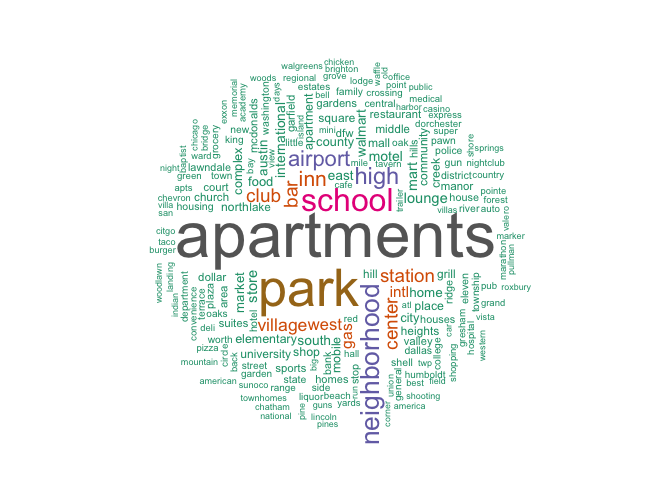 walgreens chicken
brighton
woods regional grove lodge waffle old office
estates point public
memorial academy days bell family crossing
exxon gardens central medical
harbor casino
grocery mcdonalds washington garfield island apartment square walmart restaurant express
chicago bridge new international dfw middle dorchester
king little mini county mall oak hills community super
baptist ward complex austin view airport mile motel mart pawn shore
night lawndale bay tavern creek police springs
green town food inn east high gun nightclub
apts court bar cafe district country
chevron church club school trailer lounge manor pointe
villa housing northlake house forest
san villas river auto valero
citgo apartments marker
taco marathon
burger pullman
woodlawn landing dollar market store park hill station grill pub roxbury
indian department convenience terrace plaza area hotel neighborhood intl home ridge township eleven grand
oaks atl place
deli suites village west gas red center city houses vista
worth elementary south heights gresham hospital
pizza circle university shop mobile hall valley college cars western
mountain back bank stop dallas shopping
street big shell twp
american sunoco garden sports run union general humboldt
state homes best field
range side
townhomes liquor beach shooting
chatham pine guns yards corner america
national lincoln
pines